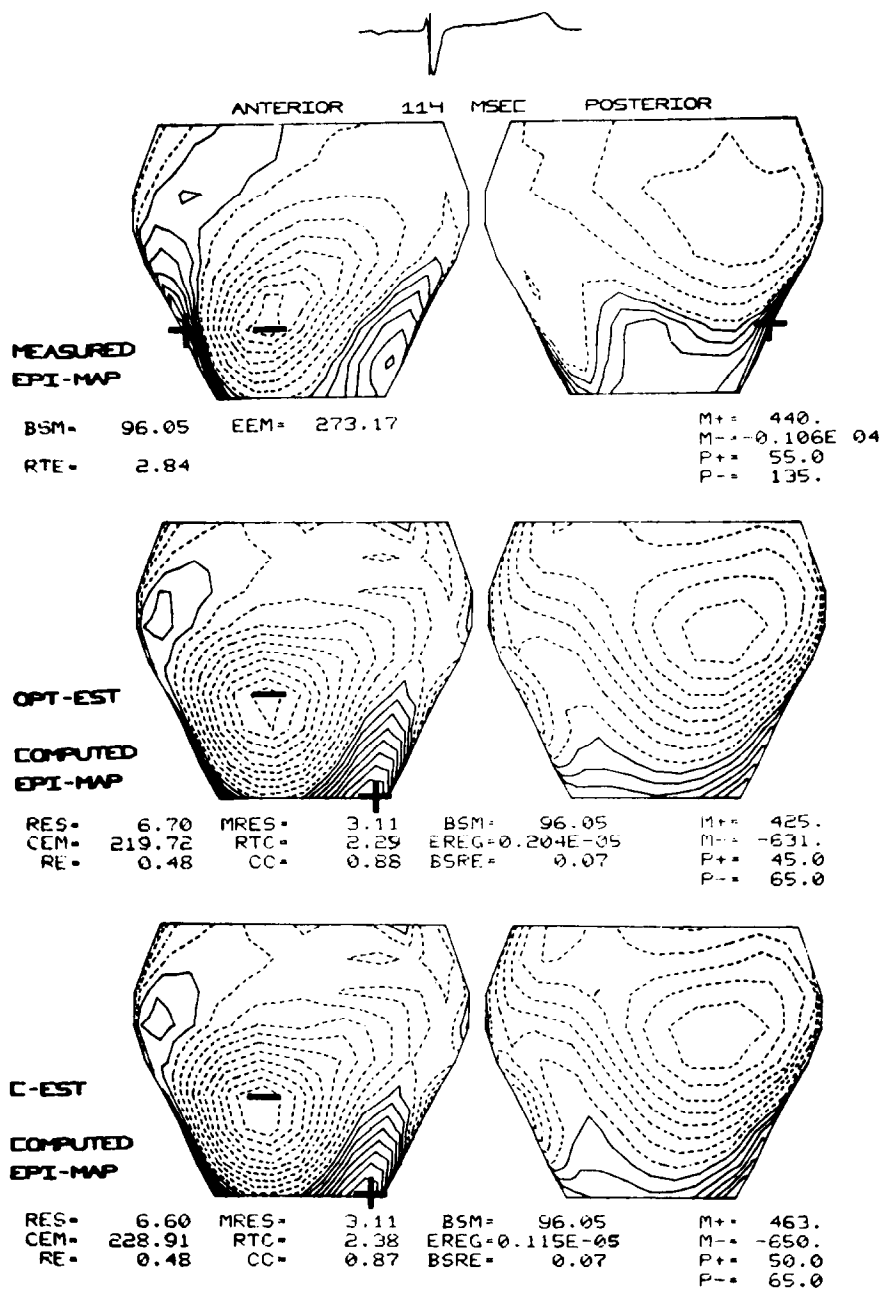 ANTERIOR 114 MSEC POSTERIOR
MEASURED
EPI-MAP
BSM= 96.05 EEM= 273.17
RTE= 2.84
M+= 440.
M-=-0.106E 04
P+= 55.0
P-= 135.
OPT-EST
COMPUTED
EPI-MAP
RES= 6.70 MRES= 3.11 BSM= 96.05 M+= 425.
CEM= 219.72 RTC= 2.29 EREG=0.204E-05 M-= -631.
RE= 0.48 CC= 0.88 BSRE= 0.07 P+= 45.0
P-= 65.0
C-EST
COMPUTED
EPI-MAP
RES= 6.60 MRES= 3.11 BSM= 96.05 M+= 463.
CEM= 228.91 RTC= 2.38 EREG=0.115E-05 M-= -650.
RE= 0.48 CC= 0.87 BSRE= 0.07 P+= 50.0
P-= 65.0